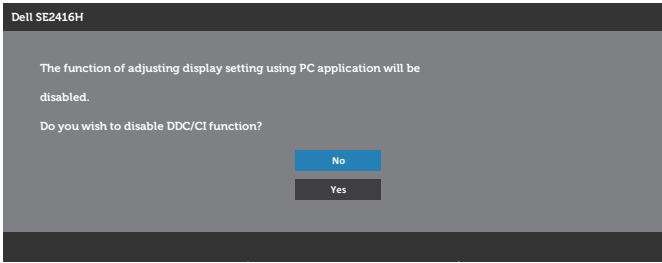 Dell SE2416H
The function of adjusting display setting using PC application will be
disabled.
Do you wish to disable DDC/CI function?
No
Yes